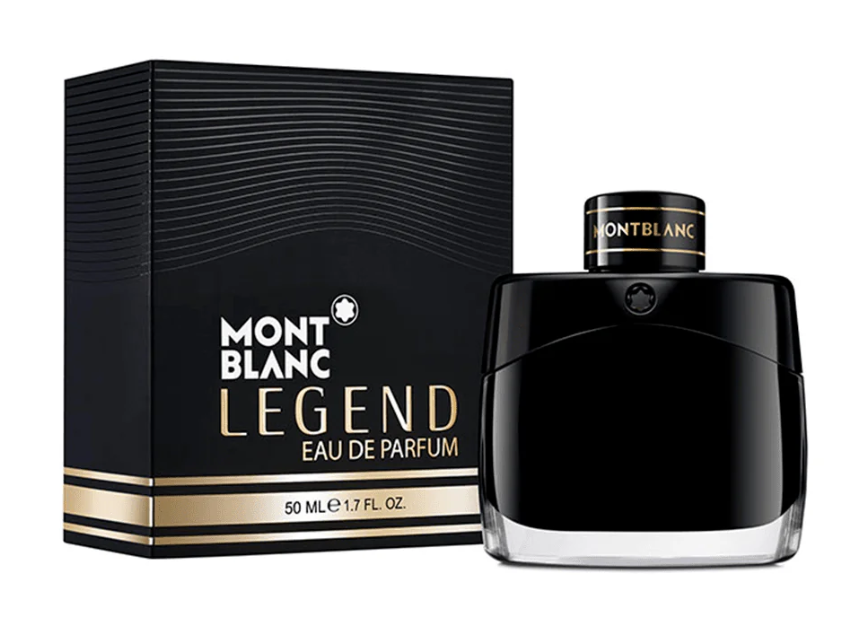 MONT
BLANC
LEGEND
EAU DE PARFUM
50 ML℮1.7 FL. OZ.
MONTBLANC